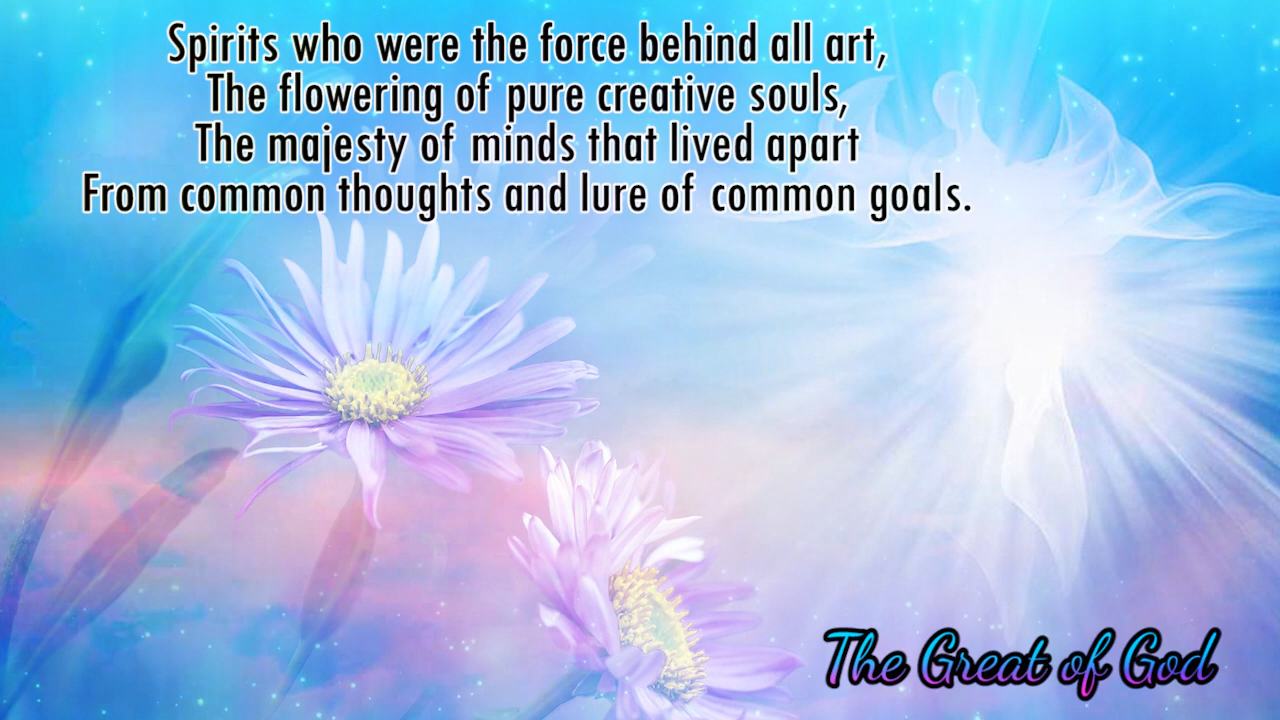 Spirits who were the force behind all art,
The flowering of pure creative souls,
The majesty of minds that lived apart
From common thoughts and lure of common goals.
The Great of God